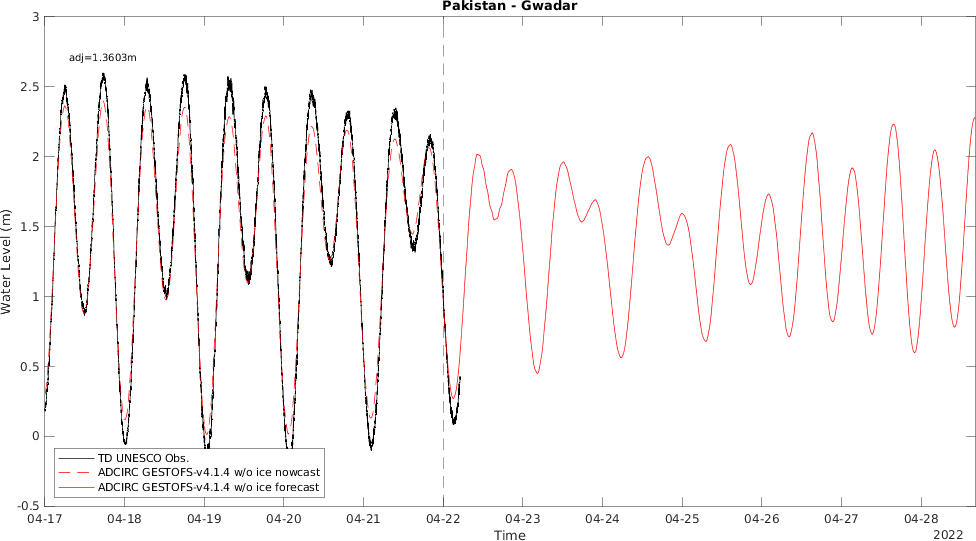 Pakistan - Gwadar
adj=1.3603m
3
2.5
2
1.5
1
0.5
0
-0.5
Water Level (m)
TD UNESCO Obs.
ADCIRC GESTOFS-v4.1.4 w/o ice nowcast
ADCIRC GESTOFS-v4.1.4 w/o ice forecast
04-17 04-18 04-19 04-20 04-21 04-22 04-23 04-24 04-25 04-26 04-27 04-28
Time
2022